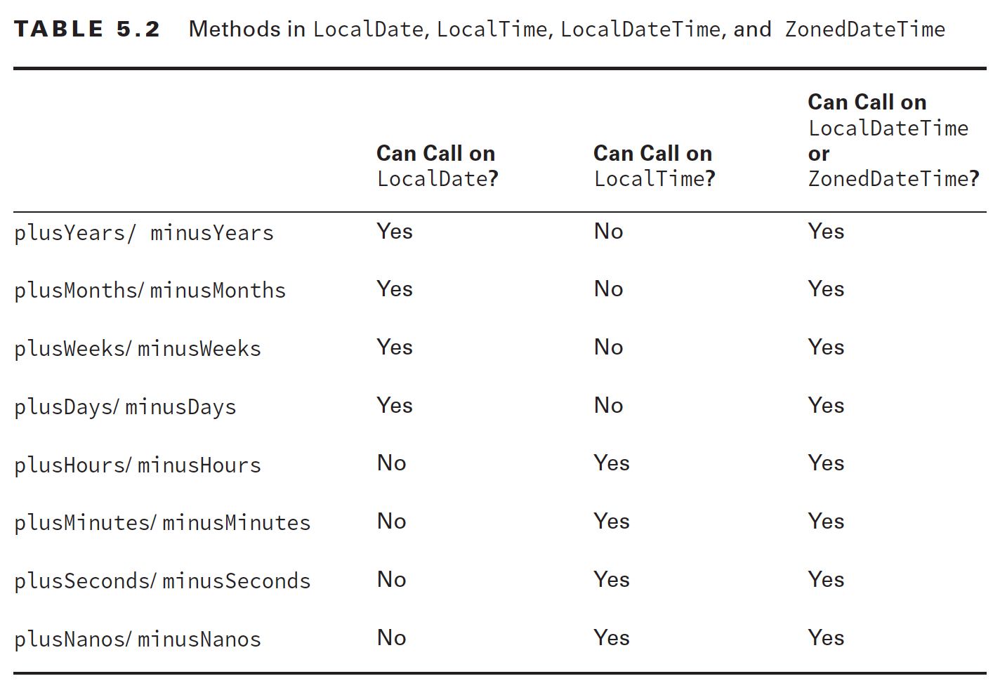 TABLE 5.2 Methods in LocalDate, LocalTime, LocalDateTime, and ZonedDateTime
Can Call on LocalDate?
Can Call on LocalTime?
Can Call on LocalDateTime or ZonedDateTime?
plusYears/ minusYears Yes No Yes
plusMonths/ minusMonths Yes No Yes
plusWeeks/ minusWeeks Yes No Yes
plusDays/ minusDays Yes No Yes
plusHours/ minusHours No Yes Yes
plusMinutes/ minusMinutes No Yes Yes
plusSeconds/ minusSeconds No Yes Yes
plusNanos/ minusNanos No Yes Yes